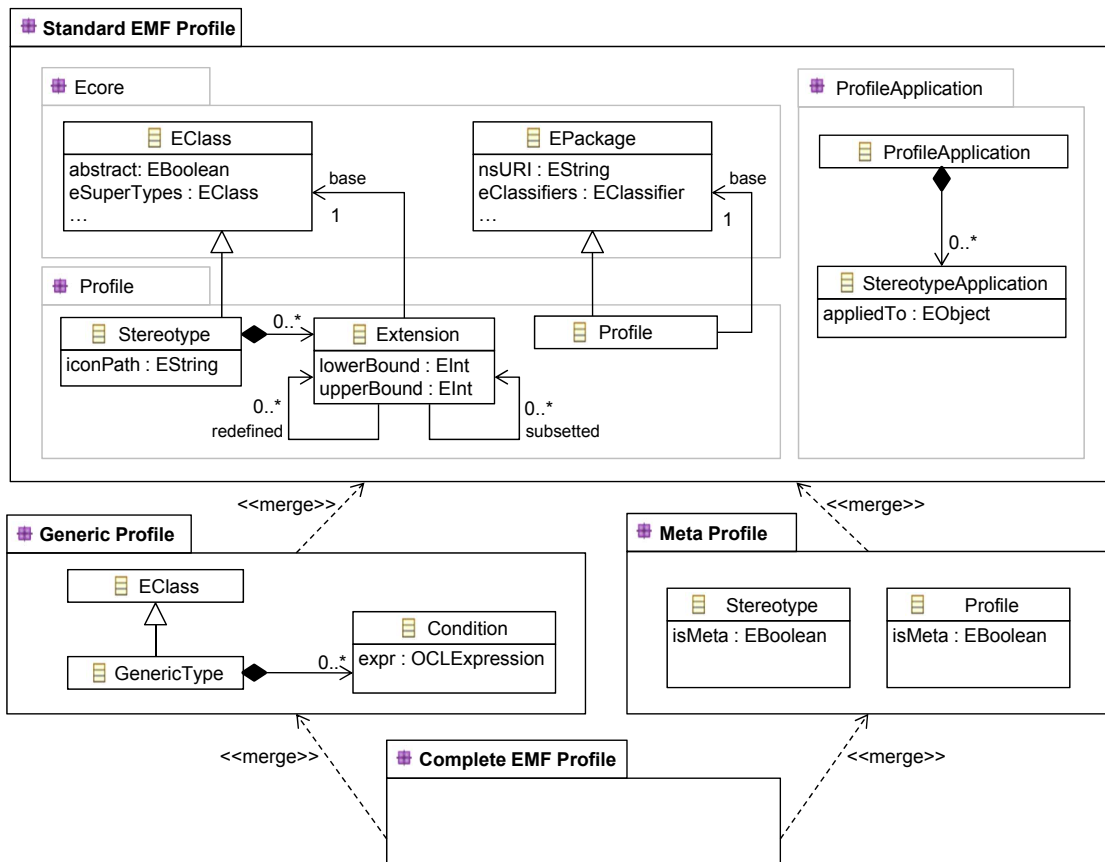 Standard EMF Profile
Ecore
EClass
abstract: EBoolean
eSuperTypes : EClass
…
base
1
EPackage
nsURI : EString
eClassifiers : EClassifier
…
base
1
ProfileApplication
ProfileApplication
0..*
StereotypeApplication
appliedTo : EObject
Profile
Stereotype
iconPath : EString
0..*
Extension
lowerBound : EInt
upperBound : EInt
0..*
redefined
0..*
subsetted
Profile
<<merge>>
<<merge>>
Generic Profile
EClass
GenericType
0..*
Condition
expr : OCLExpression
Meta Profile
Stereotype
isMeta : EBoolean
Profile
isMeta : EBoolean
<<merge>>
<<merge>>
Complete EMF Profile